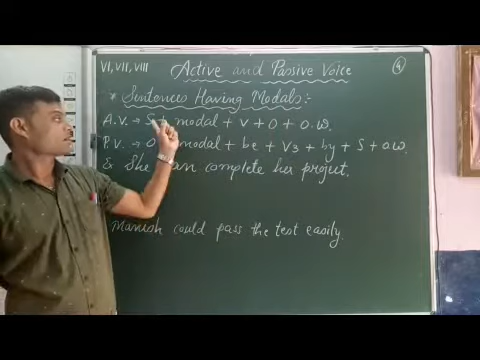 VI, VII, VIII Active and Passive Voice 4
* Sentences Having Modals:-
A.V. → S + modal + V + O + O.W.
P.V. → O modal + be + V3 + by + S + O.W.
& She can complete her project.
Manish could pass the test easily.